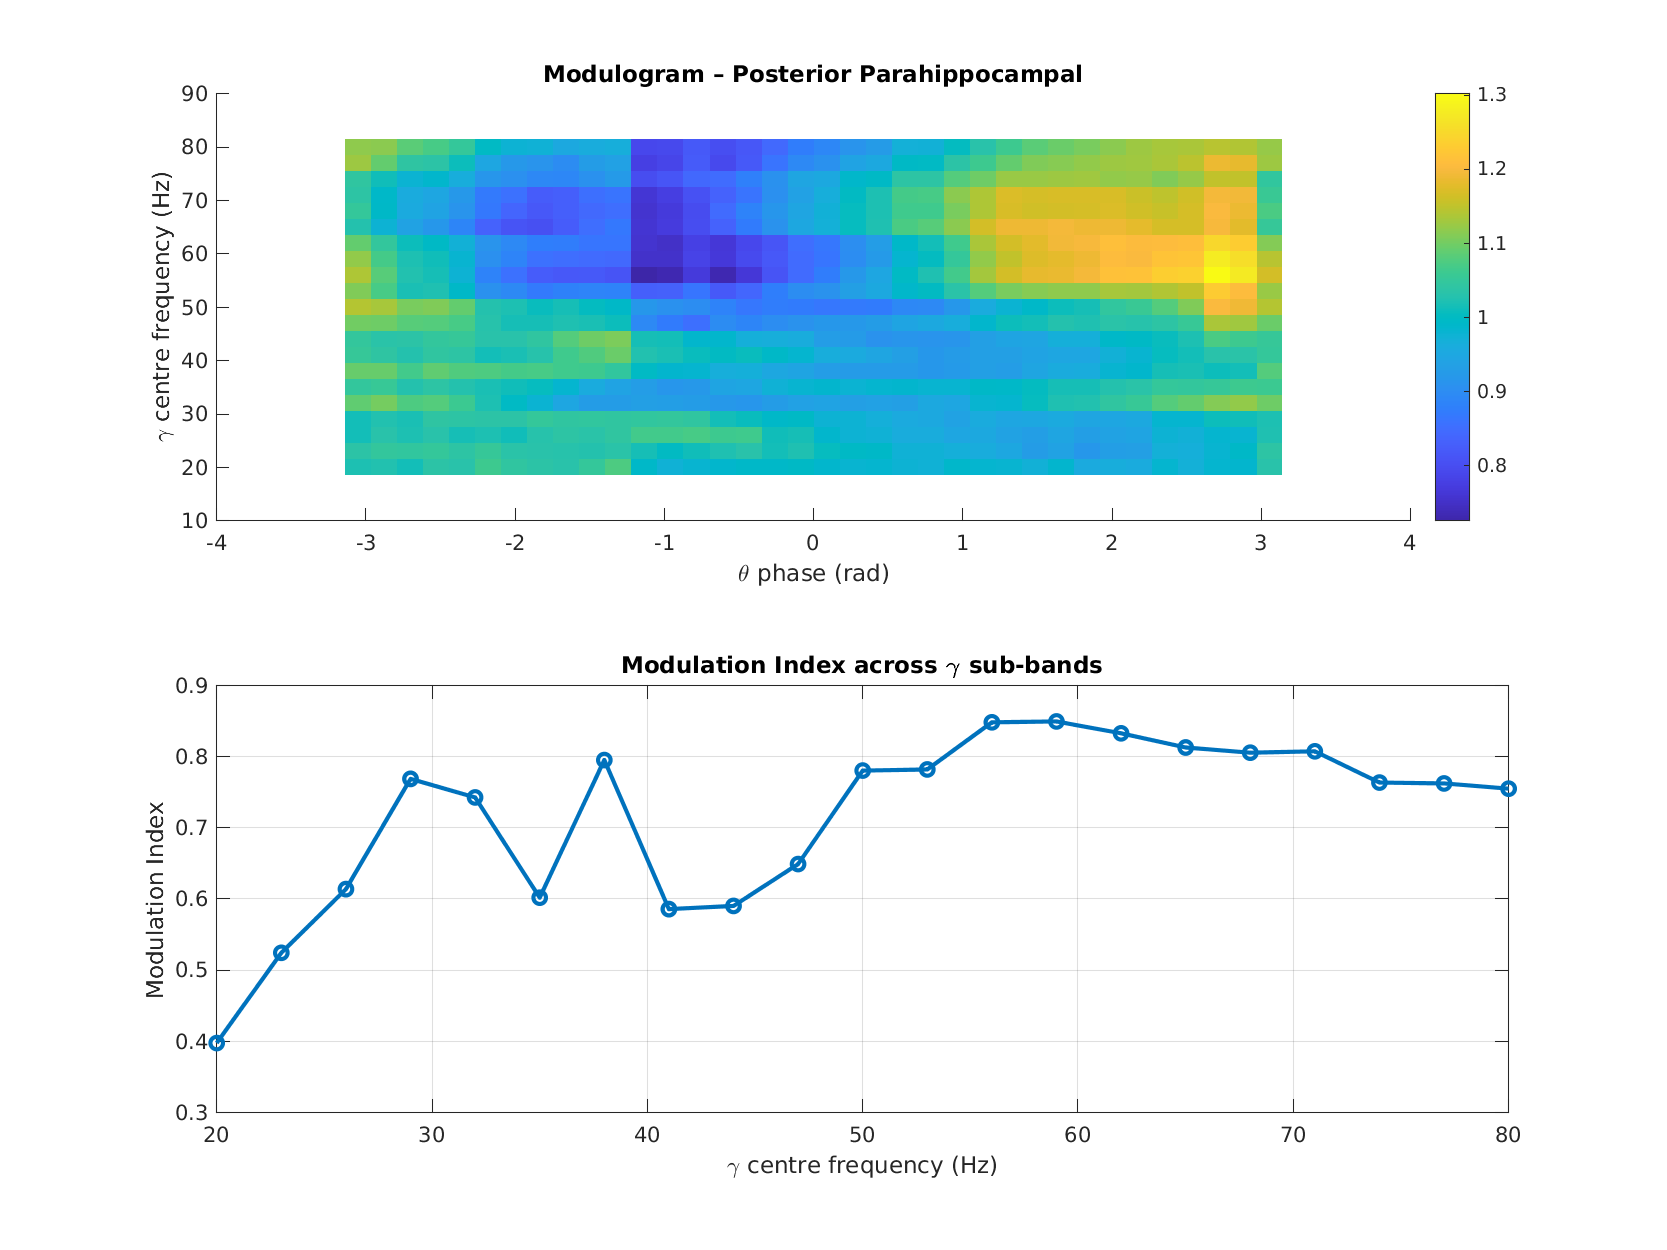 Modulogram – Posterior Parahippocampal
γ centre frequency (Hz)
90
80
70
60
50
40
30
20
10
-4 -3 -2 -1 0 1 2 3 4
θ phase (rad)
1.3
1.2
1.1
1
0.9
0.8
Modulation Index across γ sub-bands
Modulation Index
0.9
0.8
0.7
0.6
0.5
0.4
0.3
20 30 40 50 60 70 80
γ centre frequency (Hz)